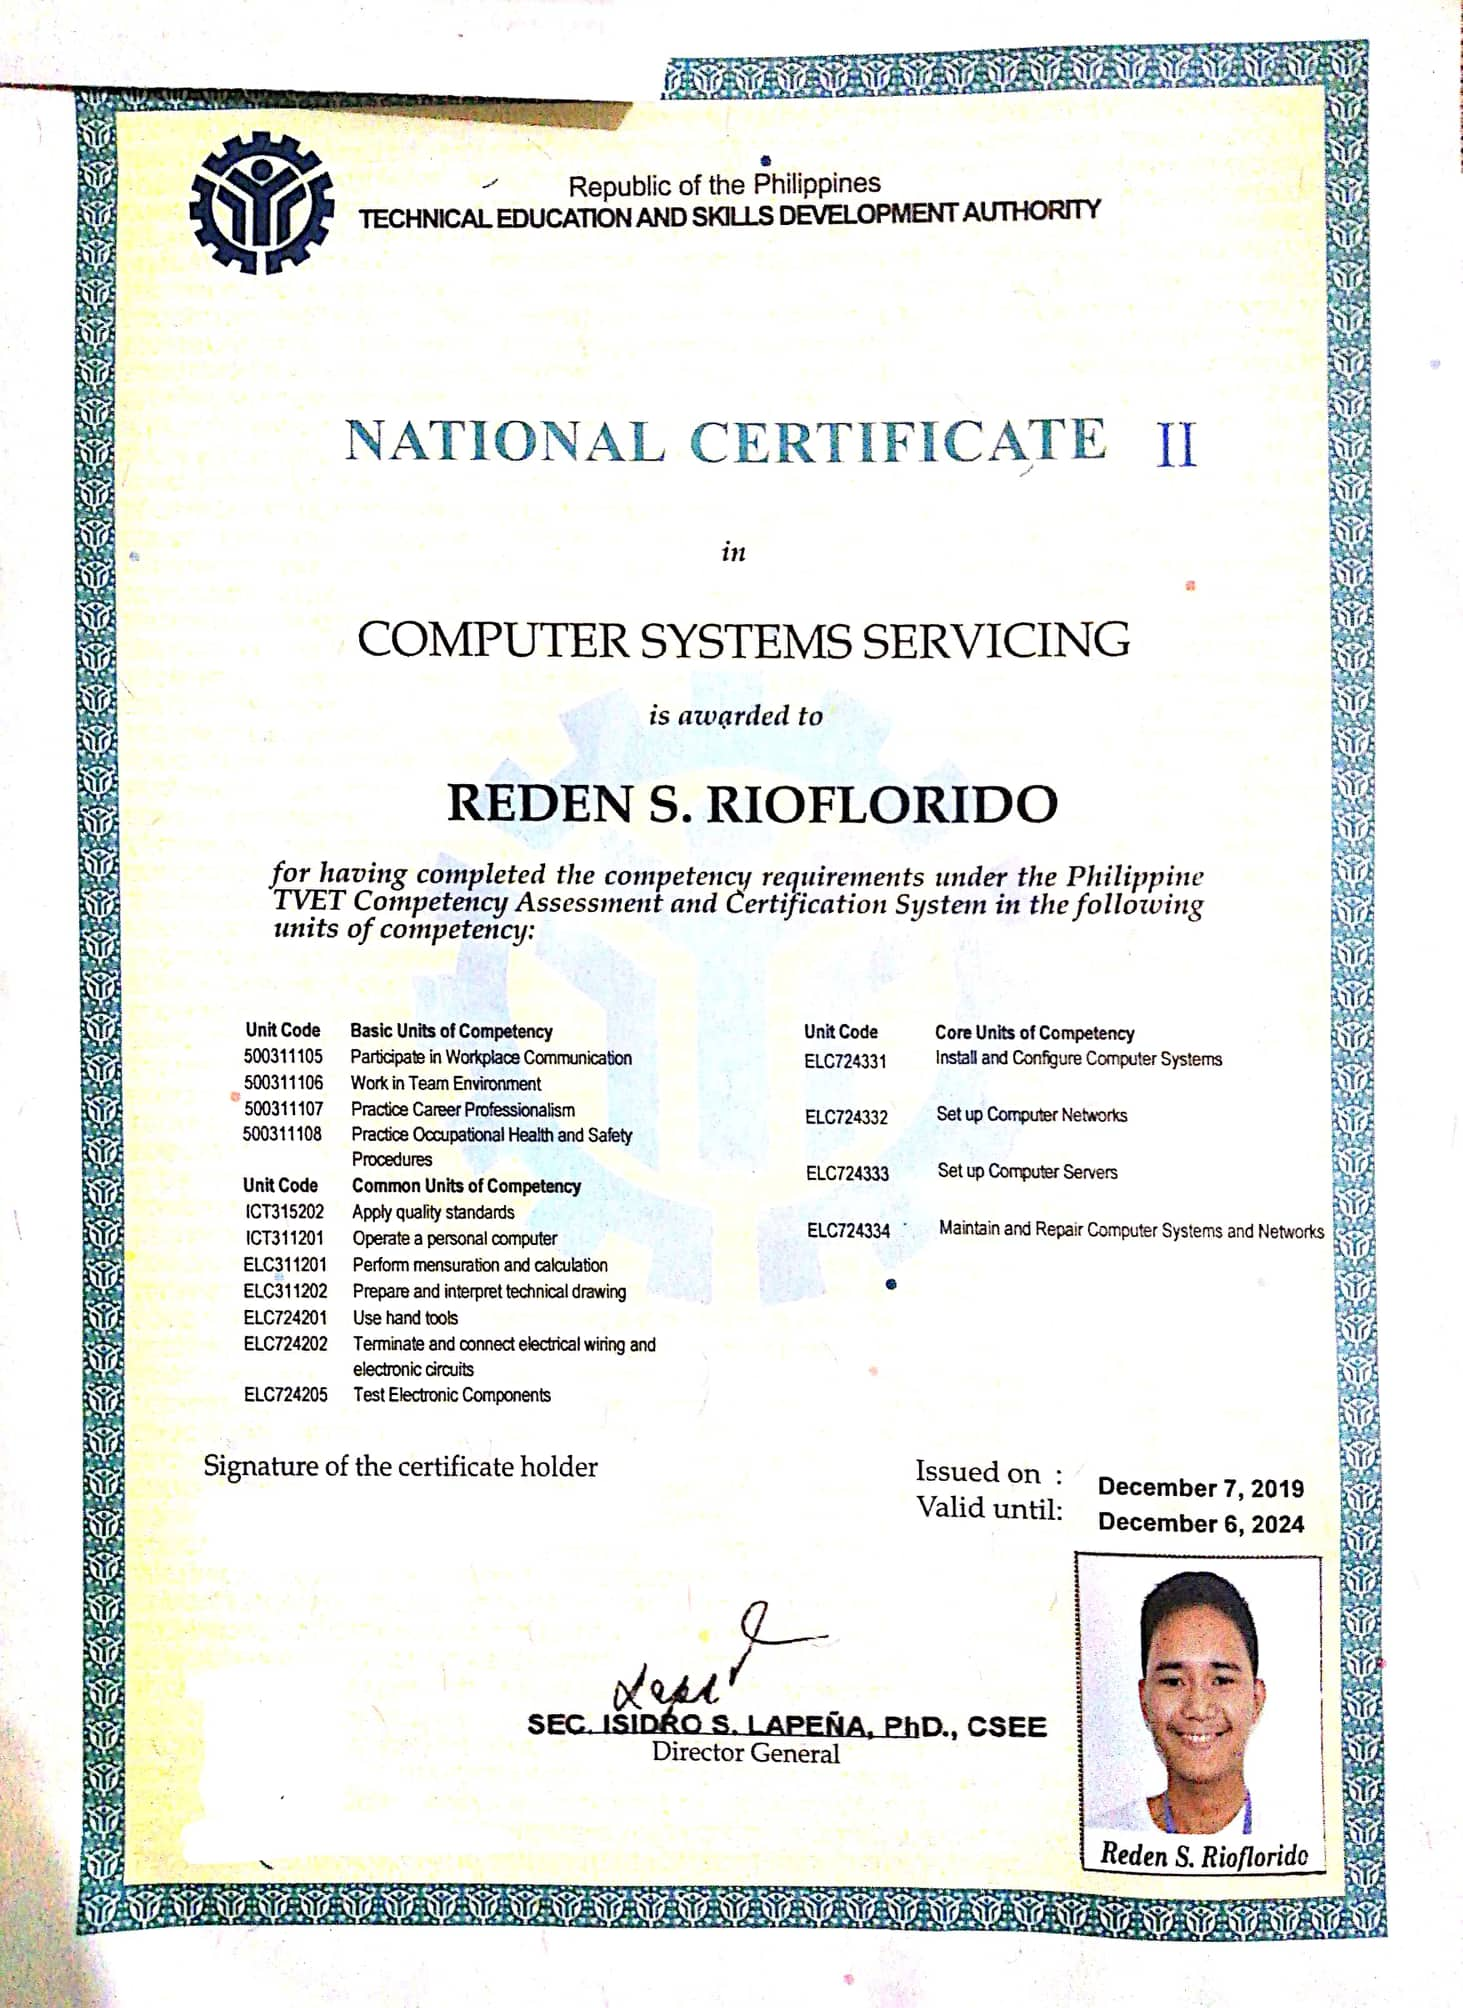 Republic of the Philippines
TECHNICAL EDUCATION AND SKILLS DEVELOPMENT AUTHORITY
NATIONAL CERTIFICATE II
in
COMPUTER SYSTEMS SERVICING
is awarded to
REDEN S. RIOFLORIDO
for having completed the competency requirements under the Philippine
TVET Competency Assessment and Certification System in the following
units of competency:
Unit Code Basic Units of Competency
500311105 Participate in Workplace Communication
500311106 Work in Team Environment
500311107 Practice Career Professionalism
500311108 Practice Occupational Health and Safety
Procedures
Unit Code Common Units of Competency
ICT315202 Apply quality standards
ICT311201 Operate a personal computer
ELC311201 Perform mensuration and calculation
ELC311202 Prepare and interpret technical drawing
ELC724201 Use hand tools
ELC724202 Terminate and connect electrical wiring and
electronic circuits
ELC724205 Test Electronic Components
Unit Code Core Units of Competency
ELC724331 Install and Configure Computer Systems
ELC724332 Set up Computer Networks
ELC724333 Set up Computer Servers
ELC724334 Maintain and Repair Computer Systems and Networks
Signature of the certificate holder
Issued on : December 7, 2019
Valid until: December 6, 2024
SEC. ISIDRO S. LAPEÑA, PhD., CSEE
Director General
Reden S. Rioflorido